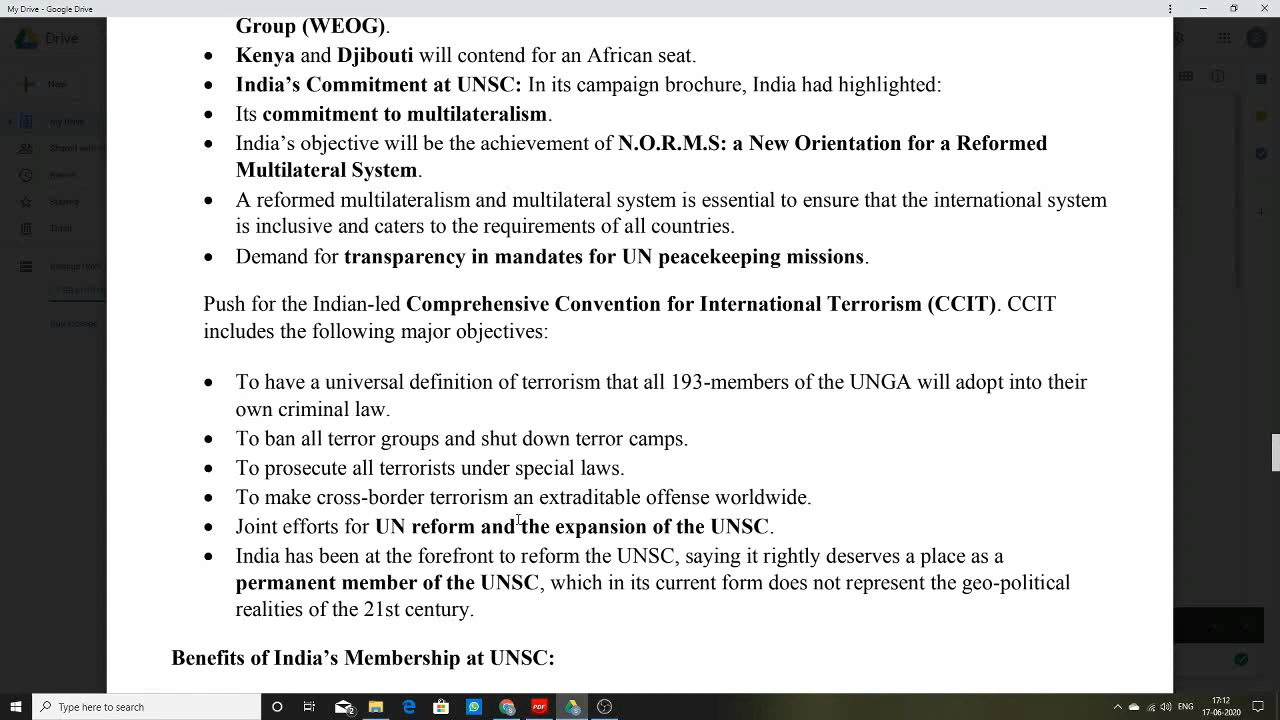 My Drive - Google Drive
Drive
New
My Drive
Group (WEOG).
• Kenya and Djibouti will contend for an African seat.
• India’s Commitment at UNSC: In its campaign brochure, India had highlighted:
• Its commitment to multilateralism.
• India’s objective will be the achievement of N.O.R.M.S: a New Orientation for a Reformed
Multilateral System.
• A reformed multilateralism and multilateral system is essential to ensure that the international system
is inclusive and caters to the requirements of all countries.
• Demand for transparency in mandates for UN peacekeeping missions.
Push for the Indian-led Comprehensive Convention for International Terrorism (CCIT). CCIT
includes the following major objectives:
• To have a universal definition of terrorism that all 193-members of the UNGA will adopt into their
own criminal law.
• To ban all terror groups and shut down terror camps.
• To prosecute all terrorists under special laws.
• To make cross-border terrorism an extraditable offense worldwide.
• Joint efforts for UN reform and the expansion of the UNSC.
• India has been at the forefront to reform the UNSC, saying it rightly deserves a place as a
permanent member of the UNSC, which in its current form does not represent the geo-political
realities of the 21st century.
Benefits of India’s Membership at UNSC:
Type here to search
17:12
17-06-2020